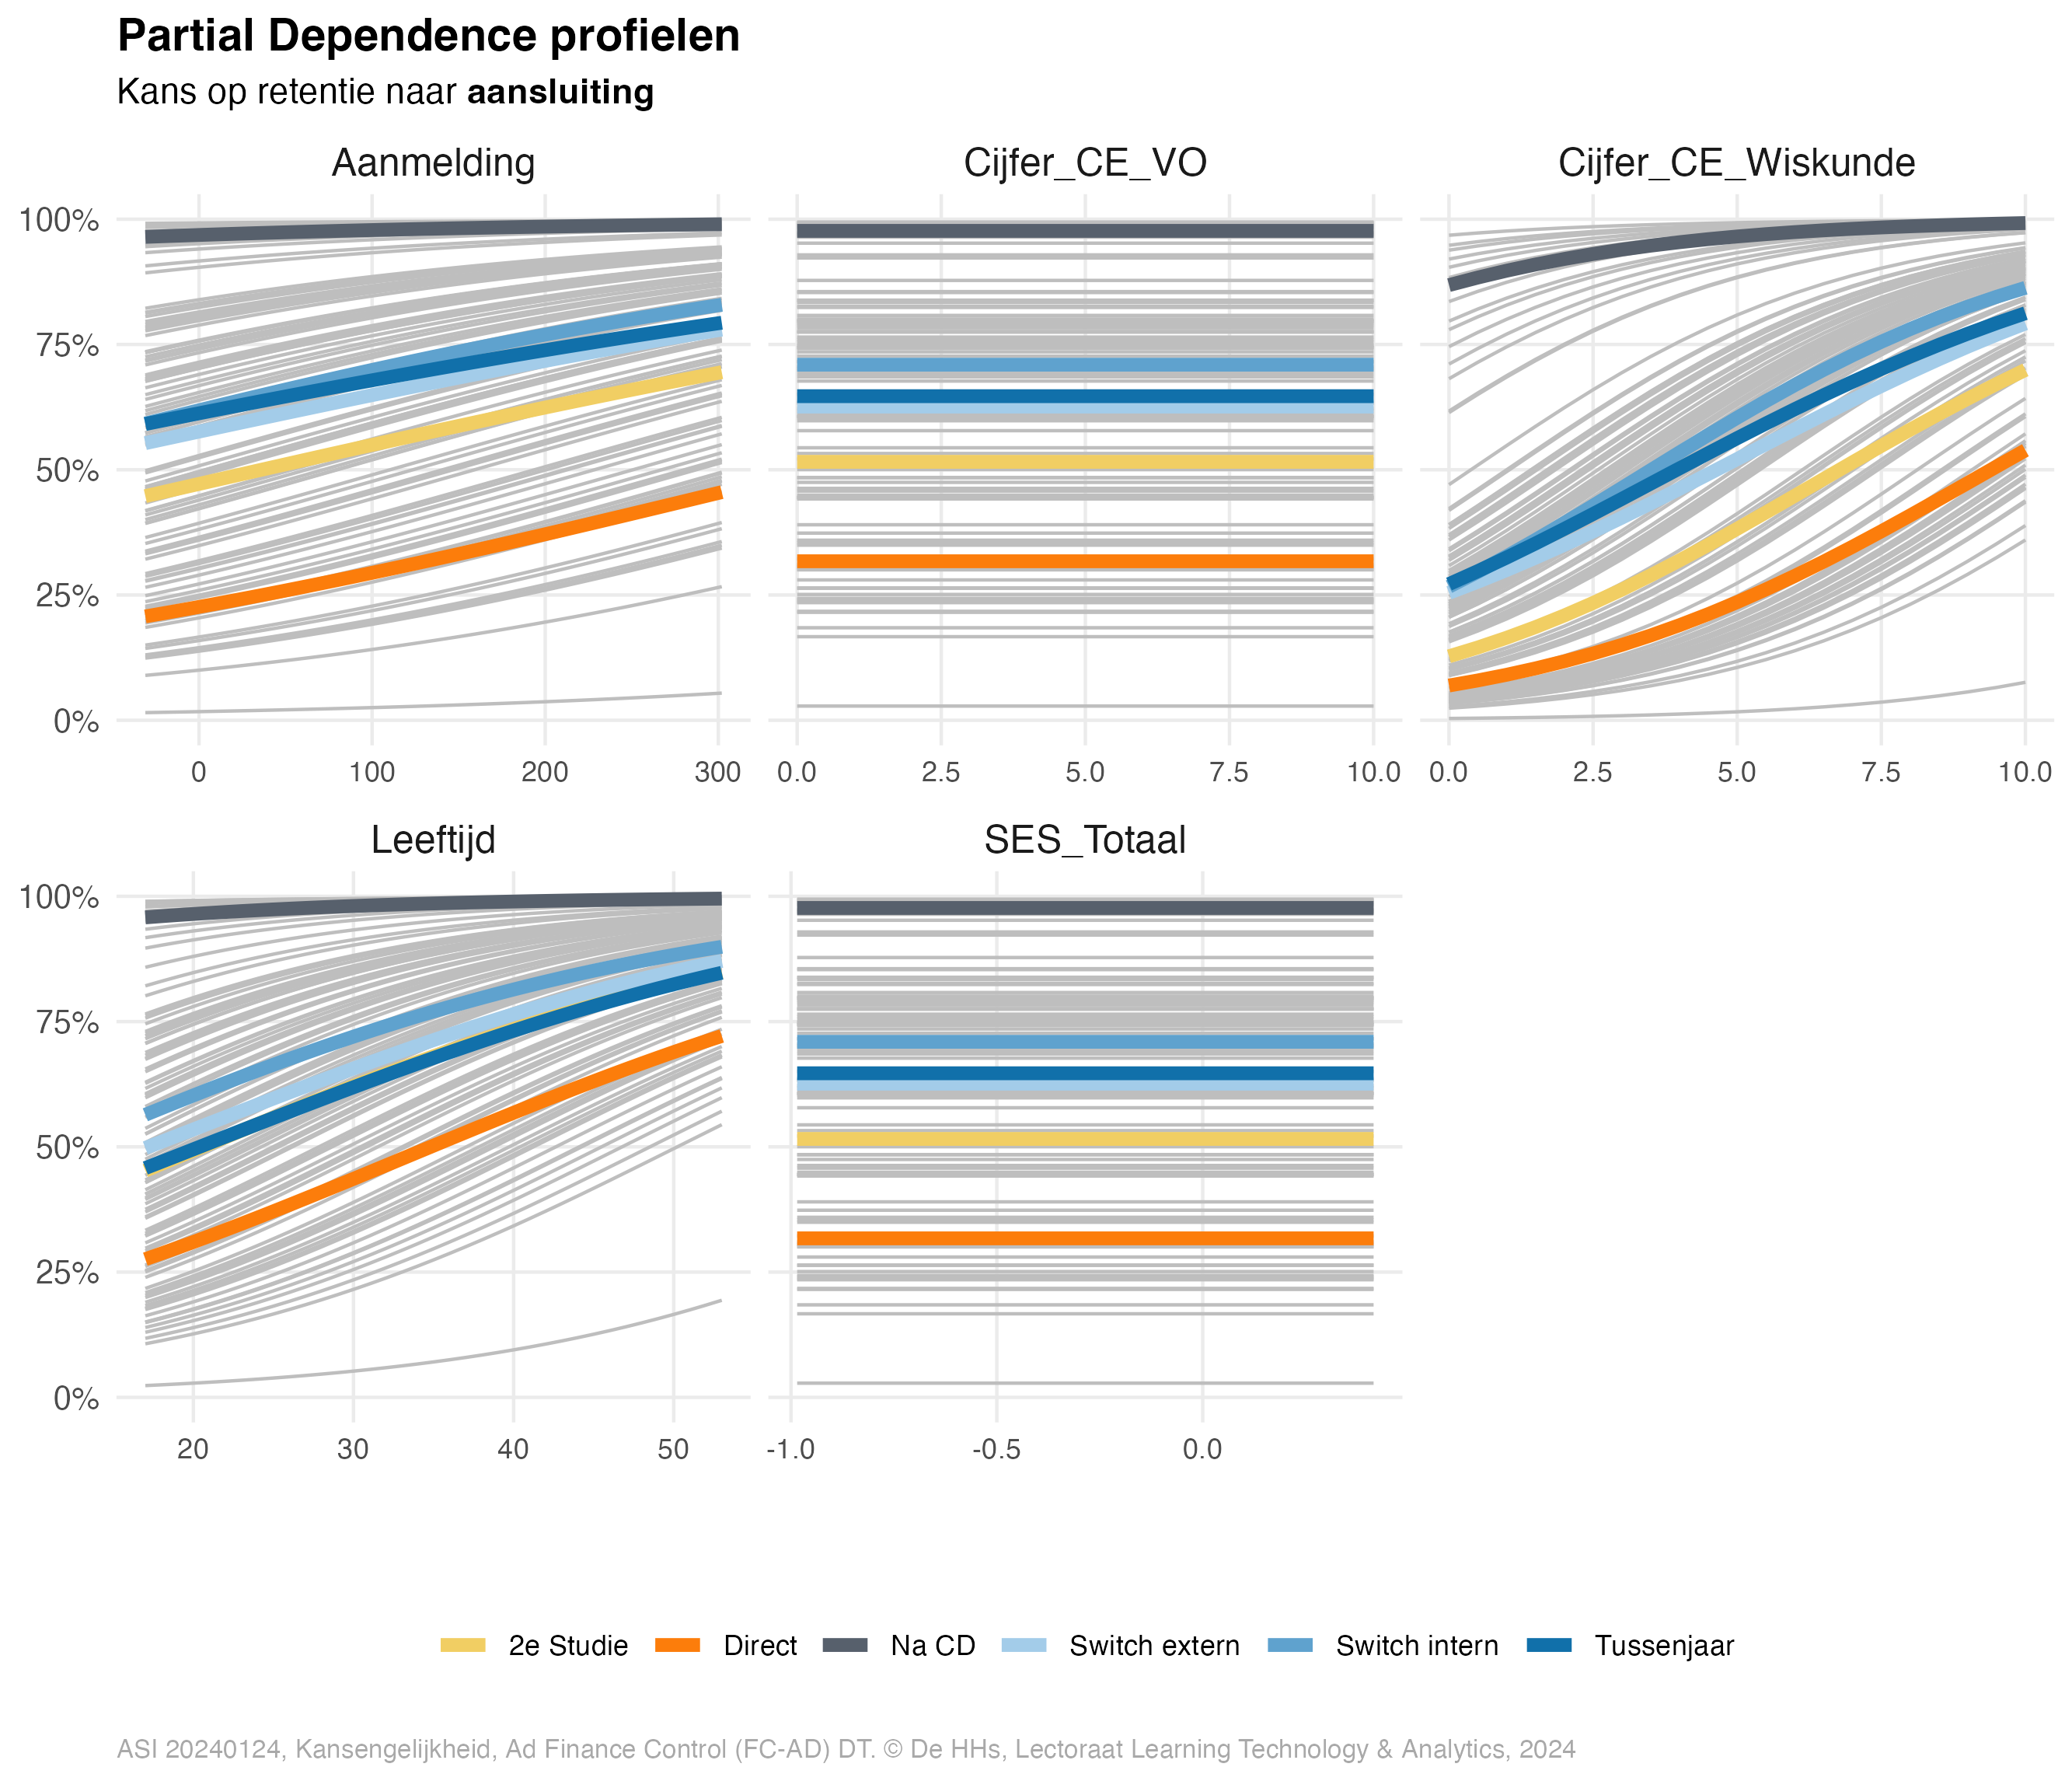 Partial Dependence profielen
Kans op retentie naar aansluiting
Aanmelding
Cijfer_CE_VO
Cijfer_CE_Wiskunde
100%
75%
50%
25%
0%
0 100 200 300
0.0 2.5 5.0 7.5 10.0
0.0 2.5 5.0 7.5 10.0
Leeftijd
SES_Totaal
100%
75%
50%
25%
0%
20 30 40 50
-1.0 -0.5 0.0
2e Studie Direct Na CD Switch extern Switch intern Tussenjaar
ASI 20240124, Kansengelijkheid, Ad Finance Control (FC-AD) DT. © De HHs, Lectoraat Learning Technology & Analytics, 2024